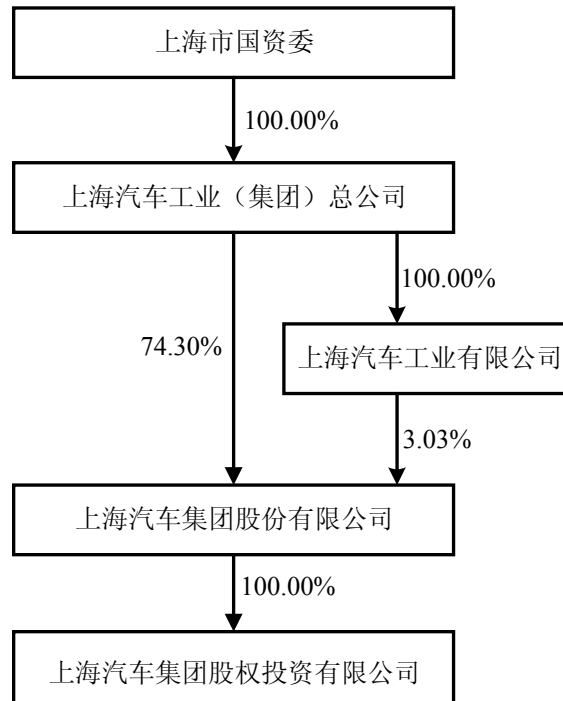 上海市国资委
100.00%
上海汽车工业（集团）总公司
100.00%
74.30%
上海汽车工业有限公司
3.03%
上海汽车集团股份有限公司
100.00%
上海汽车集团股权投资有限公司